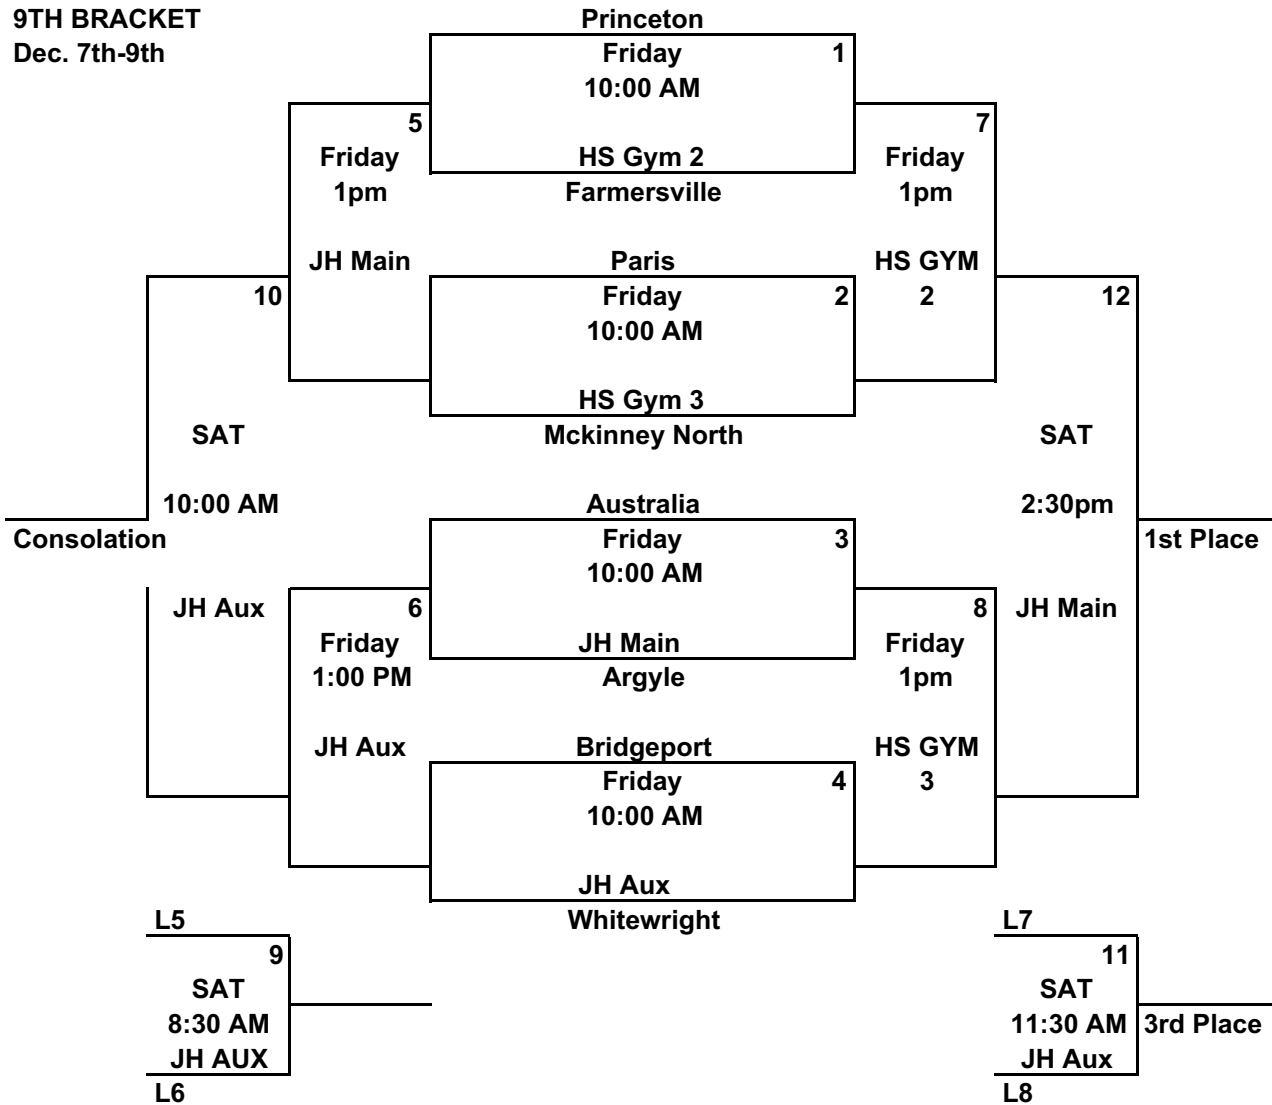 9TH BRACKET
Princeton
Dec. 7th-9th
Friday
1
10:00 AM
5
7
Friday
HS Gym 2
Friday
1pm
Farmersville
1pm
JH Main
Paris
HS GYM
10
Friday
2
2
12
10:00 AM
HS Gym 3
SAT
Mckinney North
SAT
10:00 AM
Australia
2:30pm
Consolation
Friday
3
1st Place
10:00 AM
JH Aux
6
8
JH Main
Friday
JH Main
Friday
1:00 PM
Argyle
1pm
JH Aux
Bridgeport
HS GYM
Friday
4
3
10:00 AM
JH Aux
L5
Whitewright
L7
9
11
SAT
SAT
8:30 AM
11:30 AM
3rd Place
JH AUX
JH Aux
L6
L8